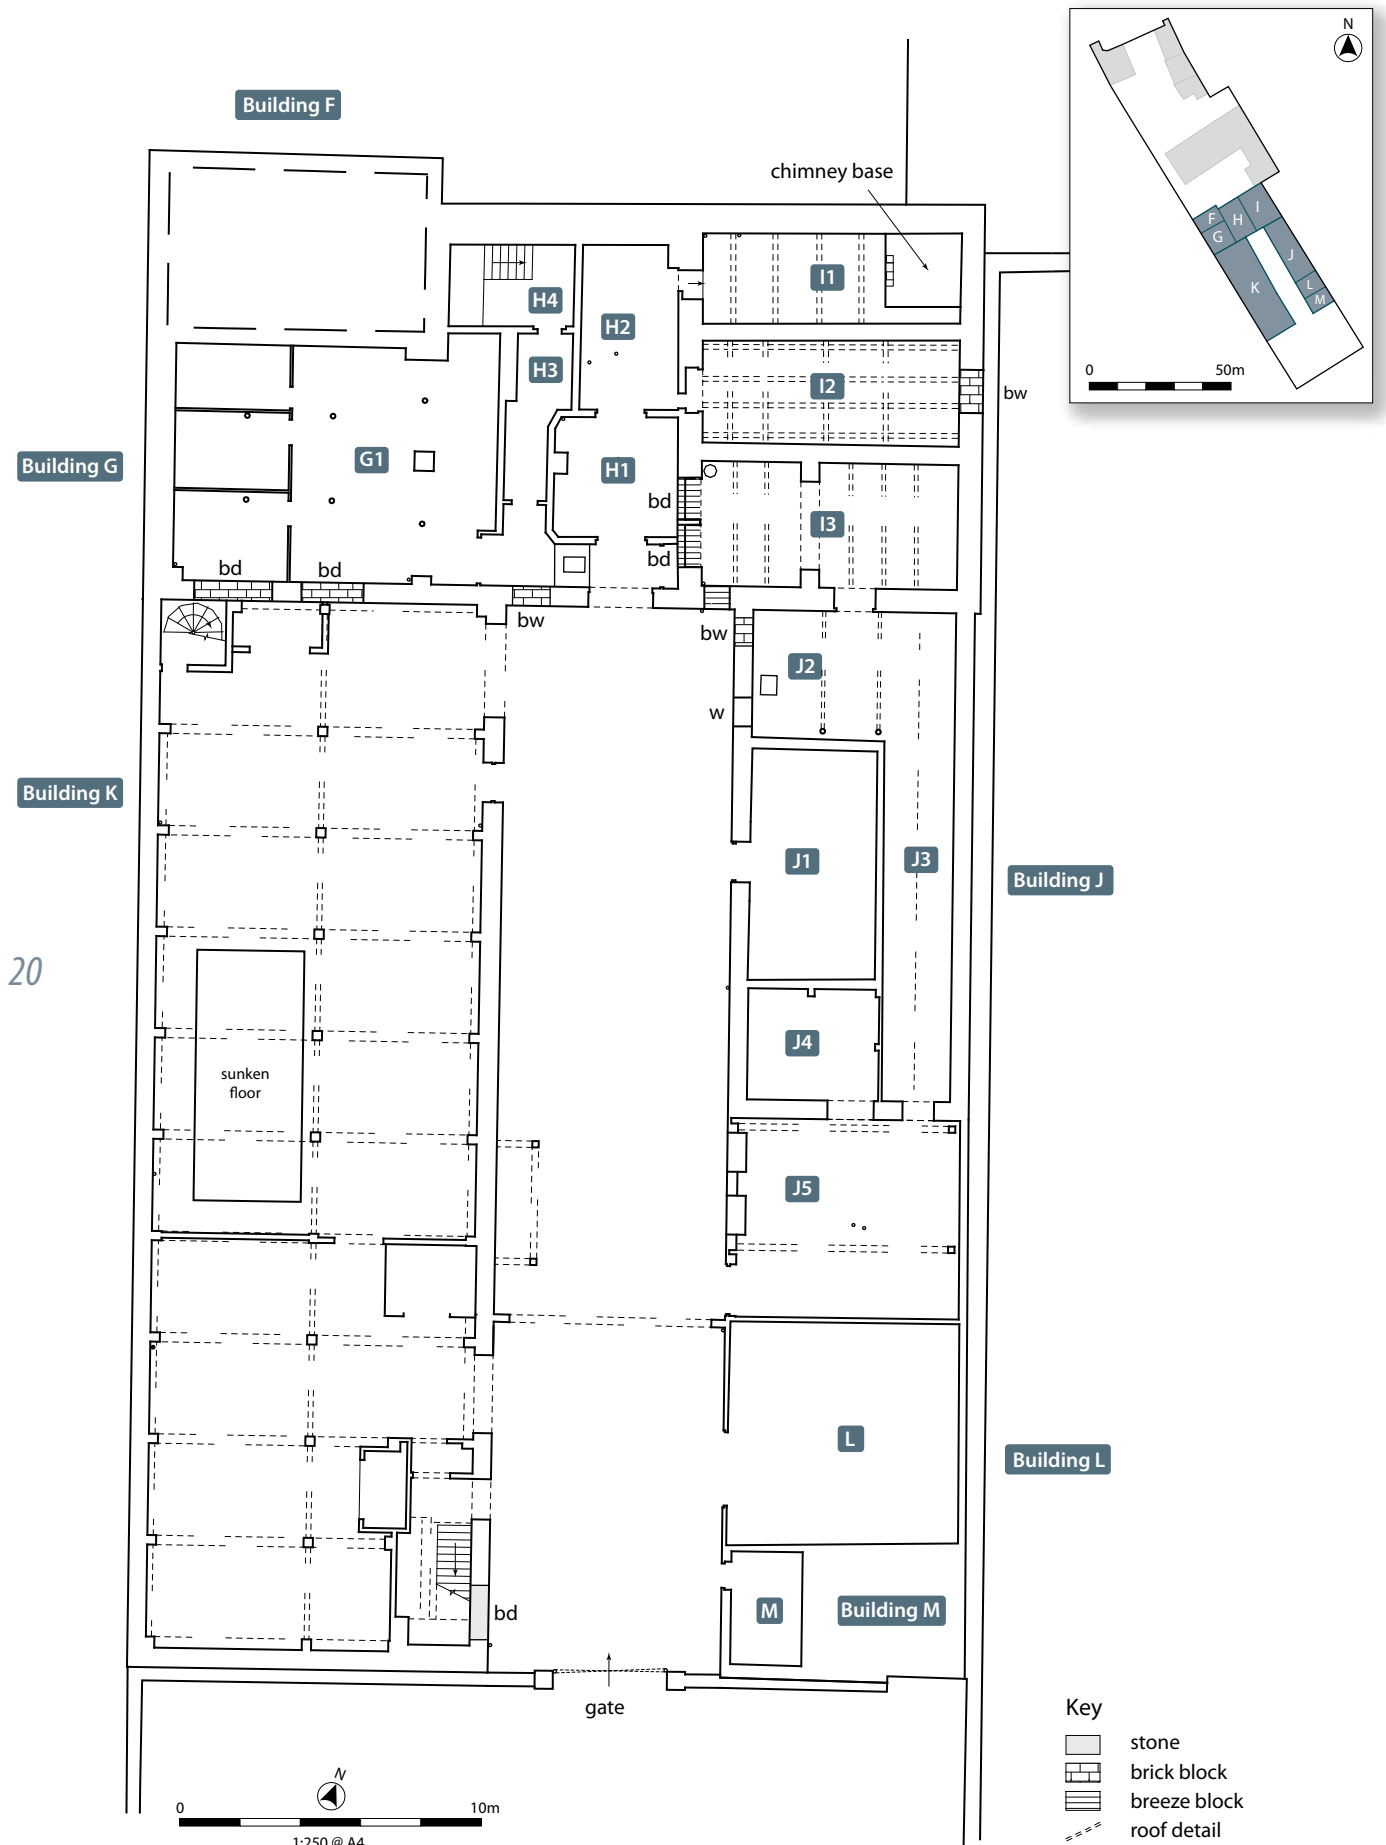 Building F
chimney base
N
F
H
I
G
J
K
L
M
0 50m
I1
H4
H2
H3
I2
bw
Building G
G1
H1
bd
I3
bd
bd
bd
bw
bw
J2
w
Building K
J1
J3
Building J
20
J4
sunken
floor
J5
L
Building L
M
Building M
bd
gate
Key
stone
brick block
breeze block
roof detail
N
0 10m
1:250 @ A4